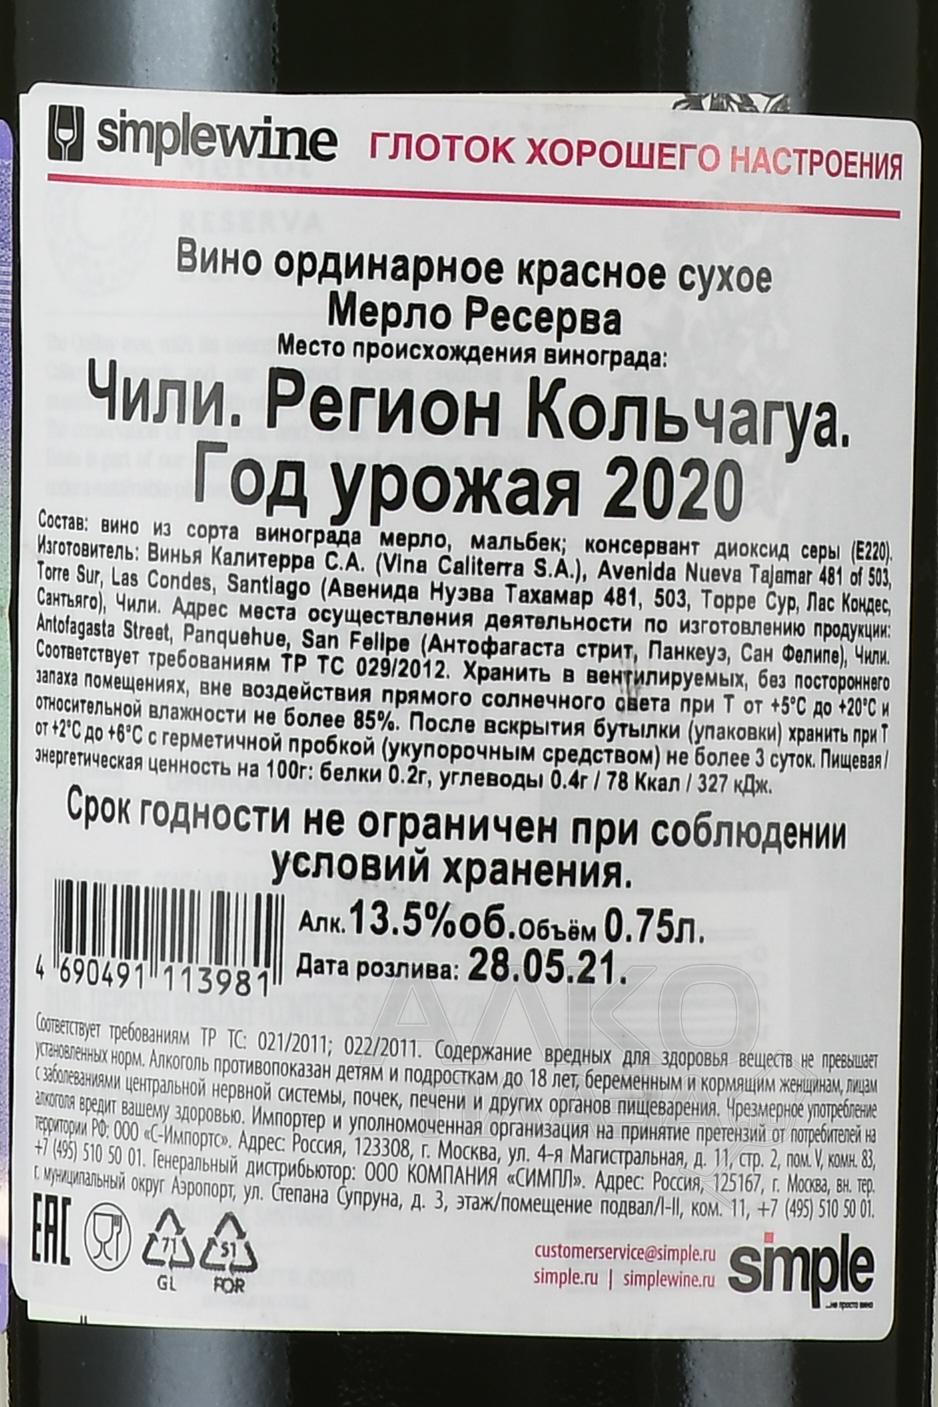 simplewine ГЛОТОК ХОРОШЕГО НАСТРОЕНИЯ
Вино ординарное красное сухое
Мерло Ресерва
Место происхождения винограда:
Чили. Регион Кольчагуа.
Год урожая 2020
Состав: вино из сорта винограда мерло, мальбек; консервант диоксид серы (E220).
Изготовитель: Винья Калитерра С.А. (Vina Caliterra S.A.), Avenida Nueva Tajamar 481 of 503,
Torre Sur, Las Condes, Santiago (Авенида Нуэва Тахамар 481, 503, Торре Сур, Лас Кондес,
Сантьяго), Чили. Адрес места осуществления деятельности по изготовлению продукции:
Antofagasta Street, Panquehue, San Felipe (Антофагаста стрит, Панкеуэ, Сан Фелипе), Чили.
Соответствует требованиям ТР ТС 029/2012. Хранить в вентилируемых, без постороннего
запаха помещениях, вне воздействия прямого солнечного света при Т от +5°С до +20°С и
относительной влажности не более 85%. После вскрытия бутылки (упаковки) хранить при Т
от +2°С до +6°С с герметичной пробкой (укупорочным средством) не более 3 суток. Пищевая/
энергетическая ценность на 100г: белки 0.2г, углеводы 0.4г / 78 Ккал / 327 кДж.
Срок годности не ограничен при соблюдении
условий хранения.
Алк. 13.5%об. Объём 0.75л.
Дата розлива: 28.05.21.
4 690491 113981
Соответствует требованиям ТР ТС: 021/2011; 022/2011. Содержание вредных для здоровья веществ не превышает
установленных норм. Алкоголь противопоказан детям и подросткам до 18 лет, беременным и кормящим женщинам, лицам
с заболеваниями центральной нервной системы, почек, печени и других органов пищеварения. Чрезмерное употребление
алкоголя вредит вашему здоровью. Импортер и уполномоченная организация на принятие претензий от потребителей на
территории РФ: ООО «С-Импортс». Адрес: Россия, 123308, г. Москва, ул. 4-я Магистральная, д. 11, стр. 2, пом. V, комн. 83,
+7 (495) 510 50 01. Генеральный дистрибьютор: ООО КОМПАНИЯ «СИМПЛ». Адрес: Россия, 125167, г. Москва, вн. тер.
г. муниципальный округ Аэропорт, ул. Степана Супруна, д. 3, этаж/помещение подвал/I-II, ком. 11, +7 (495) 510 50 01.
EAC 71 GL 51 FOR
customerservice@simple.ru
simple.ru | simplewine.ru
simple
...не просто вино
АЛКО